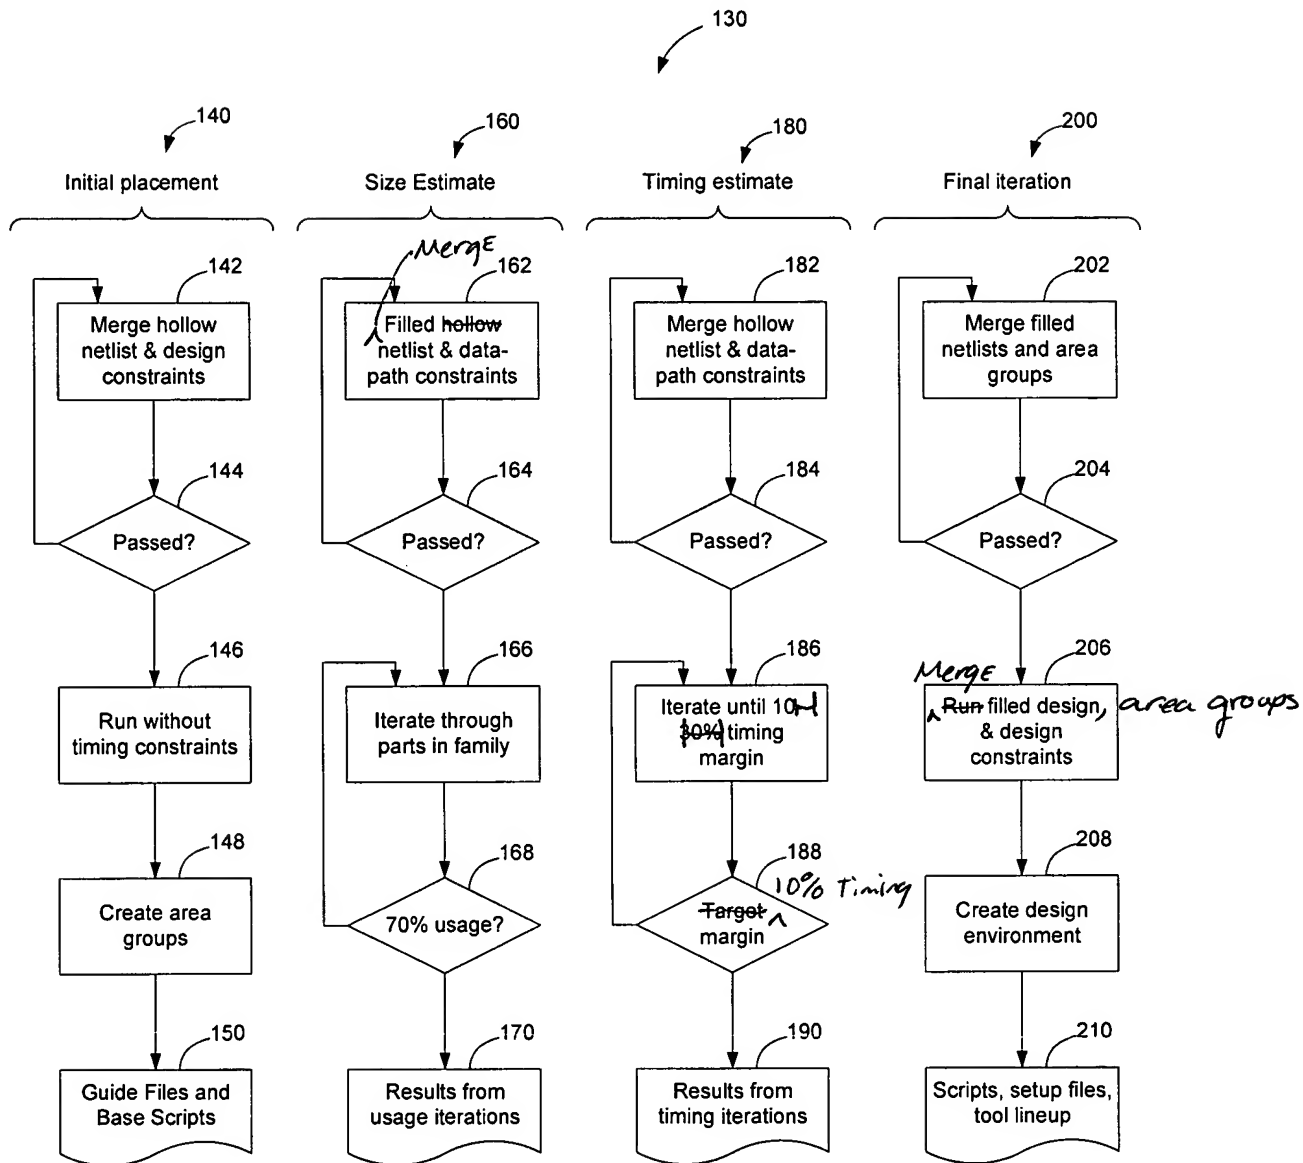 130
140
160
180
200
Initial placement
Size Estimate
Timing estimate
Final iteration
Merge
142
162
182
202
Merge hollow
netlist & design
constraints
Filled hollow
netlist & data-
path constraints
Merge hollow
netlist & data-
path constraints
Merge filled
netlists and area
groups
144
164
184
204
Passed?
Passed?
Passed?
Passed?
146
166
186
206
Run without
timing constraints
Iterate through
parts in family
Iterate until 10
30% timing
margin
Merge
Run filled design, area groups
& design
constraints
148
168
188
208
Create area
groups
70% usage?
10% Timing
Target
margin
Create design
environment
150
170
190
210
Guide Files and
Base Scripts
Results from
usage iterations
Results from
timing iterations
Scripts, setup files,
tool lineup